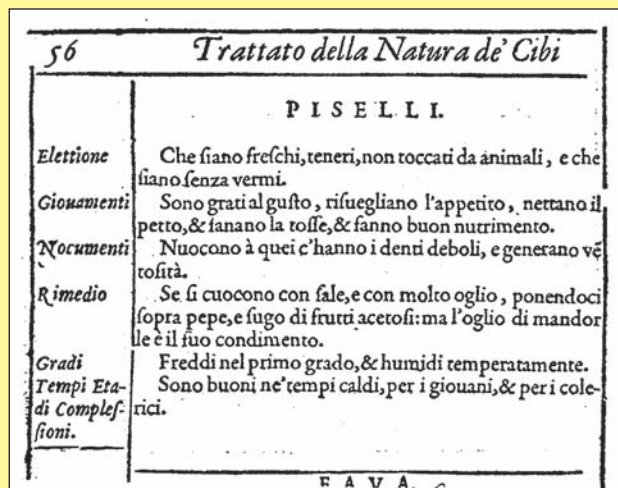 56 Trattato della Natura de' Cibi
PISELLI.
Elettione Che ſiano freſchi, teneri, non toccati da animali, e che
ſiano ſenza vermi.
Giouamenti Sono grati al guſto, riſuegliano l'appetito, nettano il
petto, & ſanano la toſſe, & fanno buon nutrimento.
Nocumenti Nuocono à quei c'hanno i denti deboli, e generano vẽ
toſità.
Rimedio Se ſi cuocono con ſale, e con molto oglio, ponendoci
ſopra pepe, e ſugo di frutti acetoſi: ma l'oglio di mandor
le è il ſuo condimento.
Gradi Freddi nel primo grado, & humidi temperatamente.
Tempi Eta- Sono buoni ne' tempi caldi, per i giouani, & per i cole-
di Compleſ- rici.
ſioni.
FAVA.